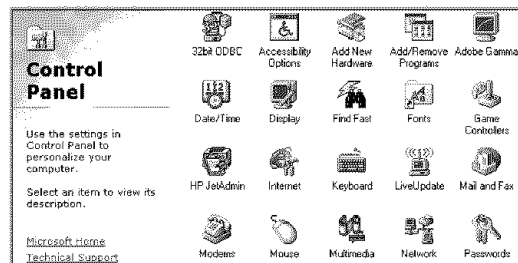 Control
Panel
Use the settings in
Control Panel to
personalize your
computer.
Select an item to view its
description.
Microsoft Home
Technical Support
32bit ODBC
Accessibility
Options
Add New
Hardware
Add/Remove
Programs
Adobe Gamma
Date/Time
Display
Find Fast
Fonts
Game
Controllers
HP JetAdmin
Internet
Keyboard
LiveUpdate
Mail and Fax
Modems
Mouse
Multimedia
Network
Passwords